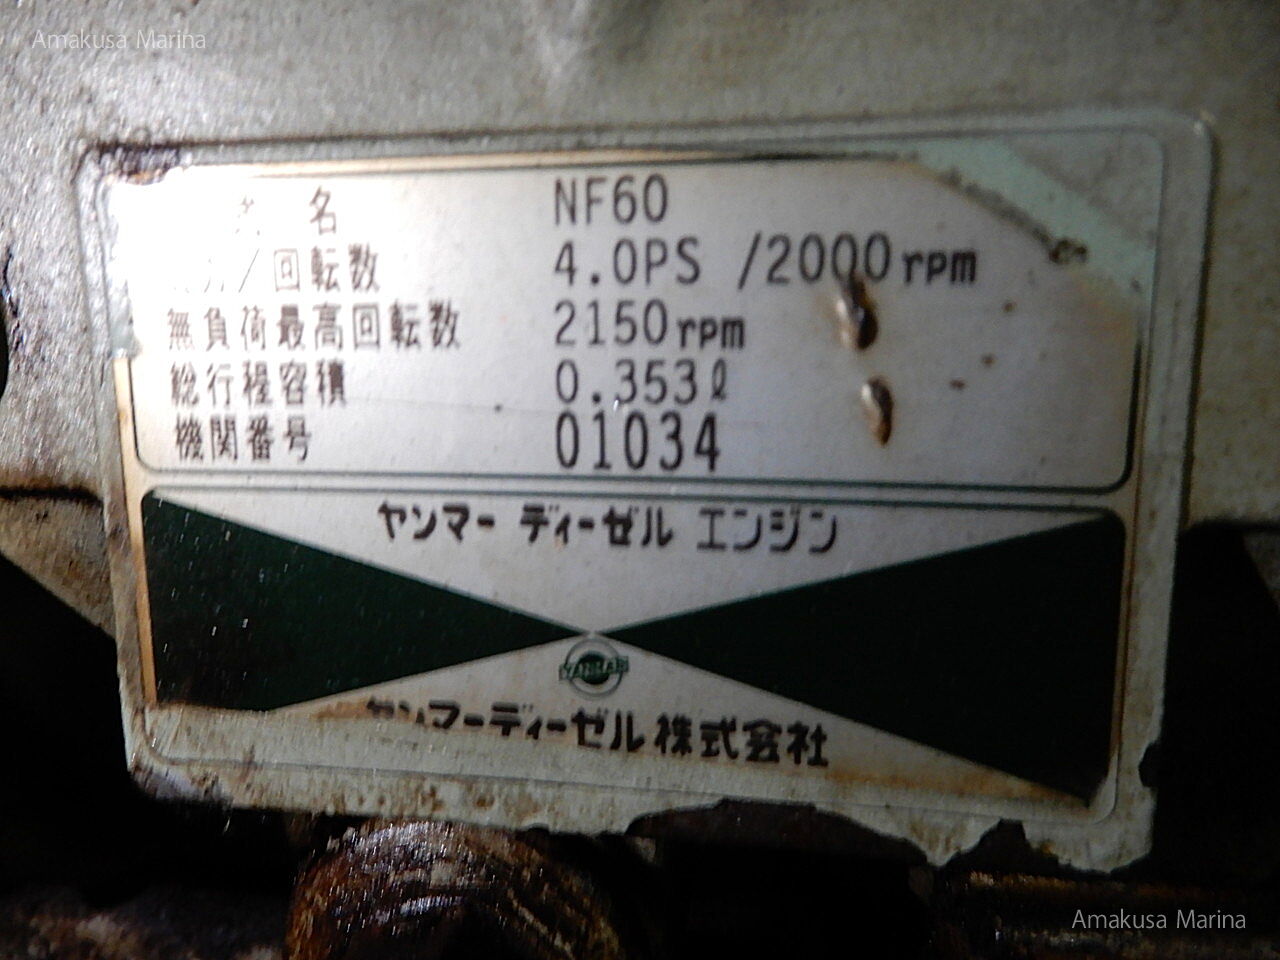 Amakusa Marina
名 NF60
/回転数 4.0PS /2000rpm
無負荷最高回転数 2150rpm
総行程容積 0.353ℓ
機関番号 01034
ヤンマー ディーゼル エンジン
YANMAR
ヤンマーディーゼル株式会社
Amakusa Marina